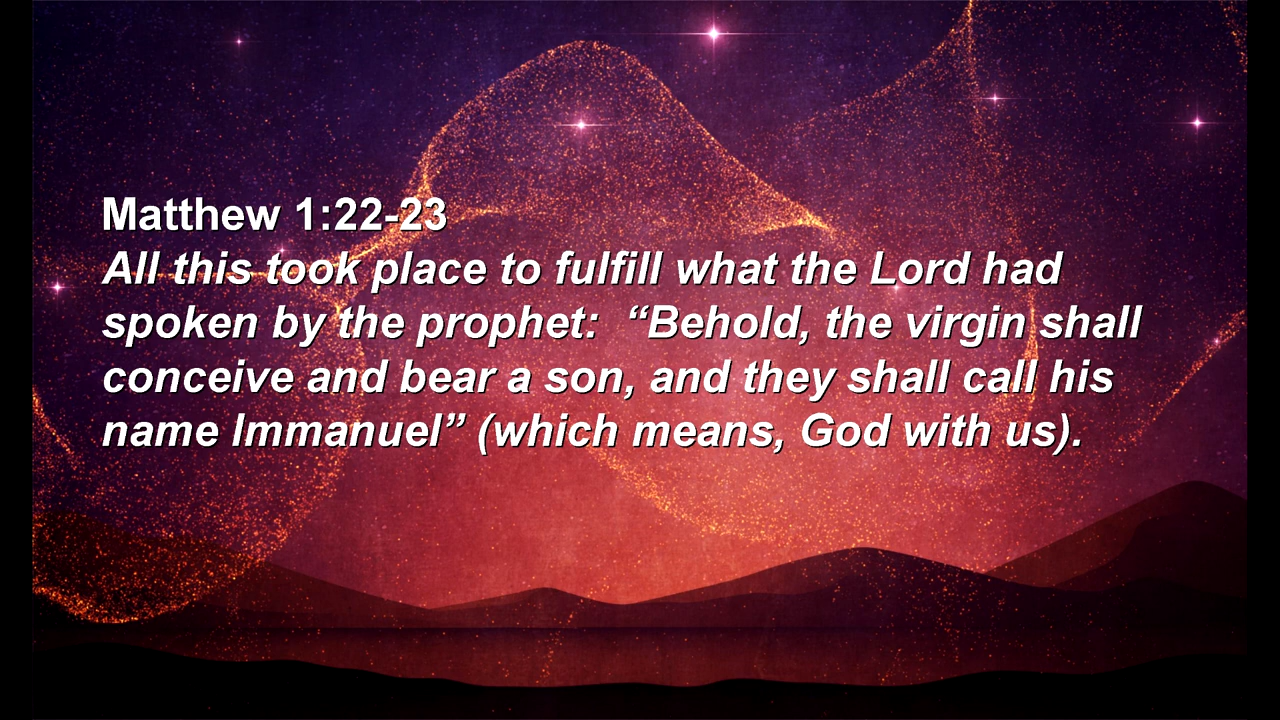 Matthew 1:22-23
All this took place to fulfill what the Lord had
spoken by the prophet:  “Behold, the virgin shall
conceive and bear a son, and they shall call his
name Immanuel” (which means, God with us).